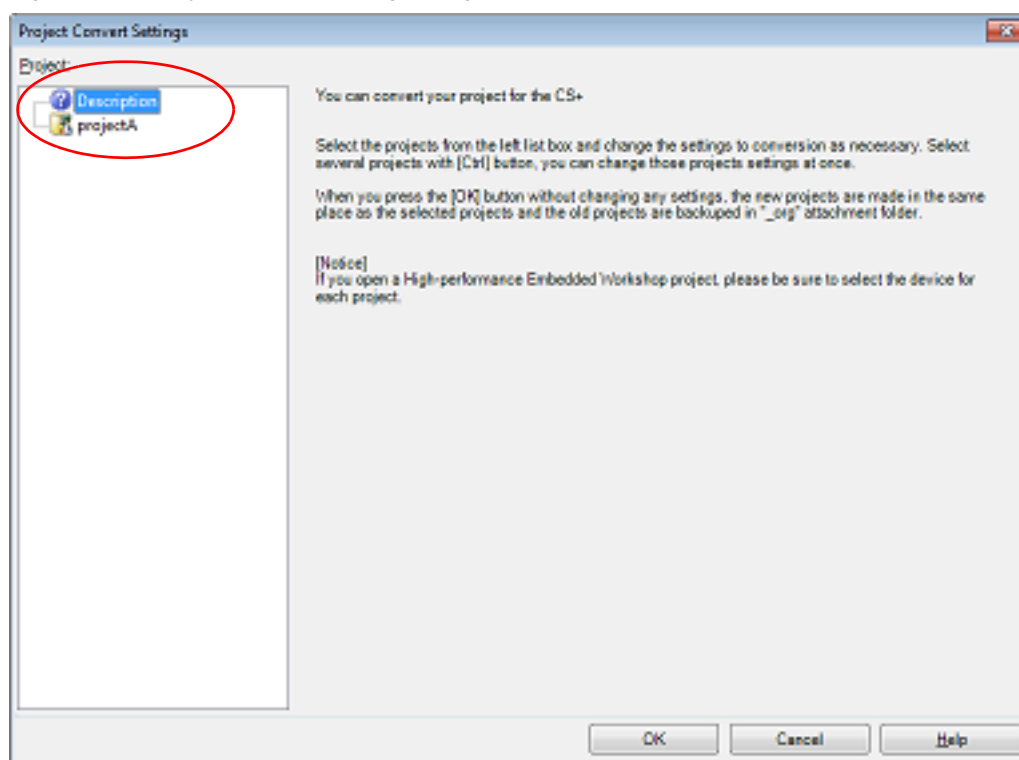 Project Convert Settings
Project:
Description
projectA
You can convert your project for the CS+
Select the projects from the left list box and change the settings to conversion as necessary. Select
several projects with [Ctrl] button, you can change those projects settings at once.
When you press the [OK] button without changing any settings, the new projects are made in the same
place as the selected projects and the old projects are backuped in "_org" attachment folder.
[Notice]
If you open a High-performance Embedded Workshop project, please be sure to select the device for
each project.
OK
Cancel
Help